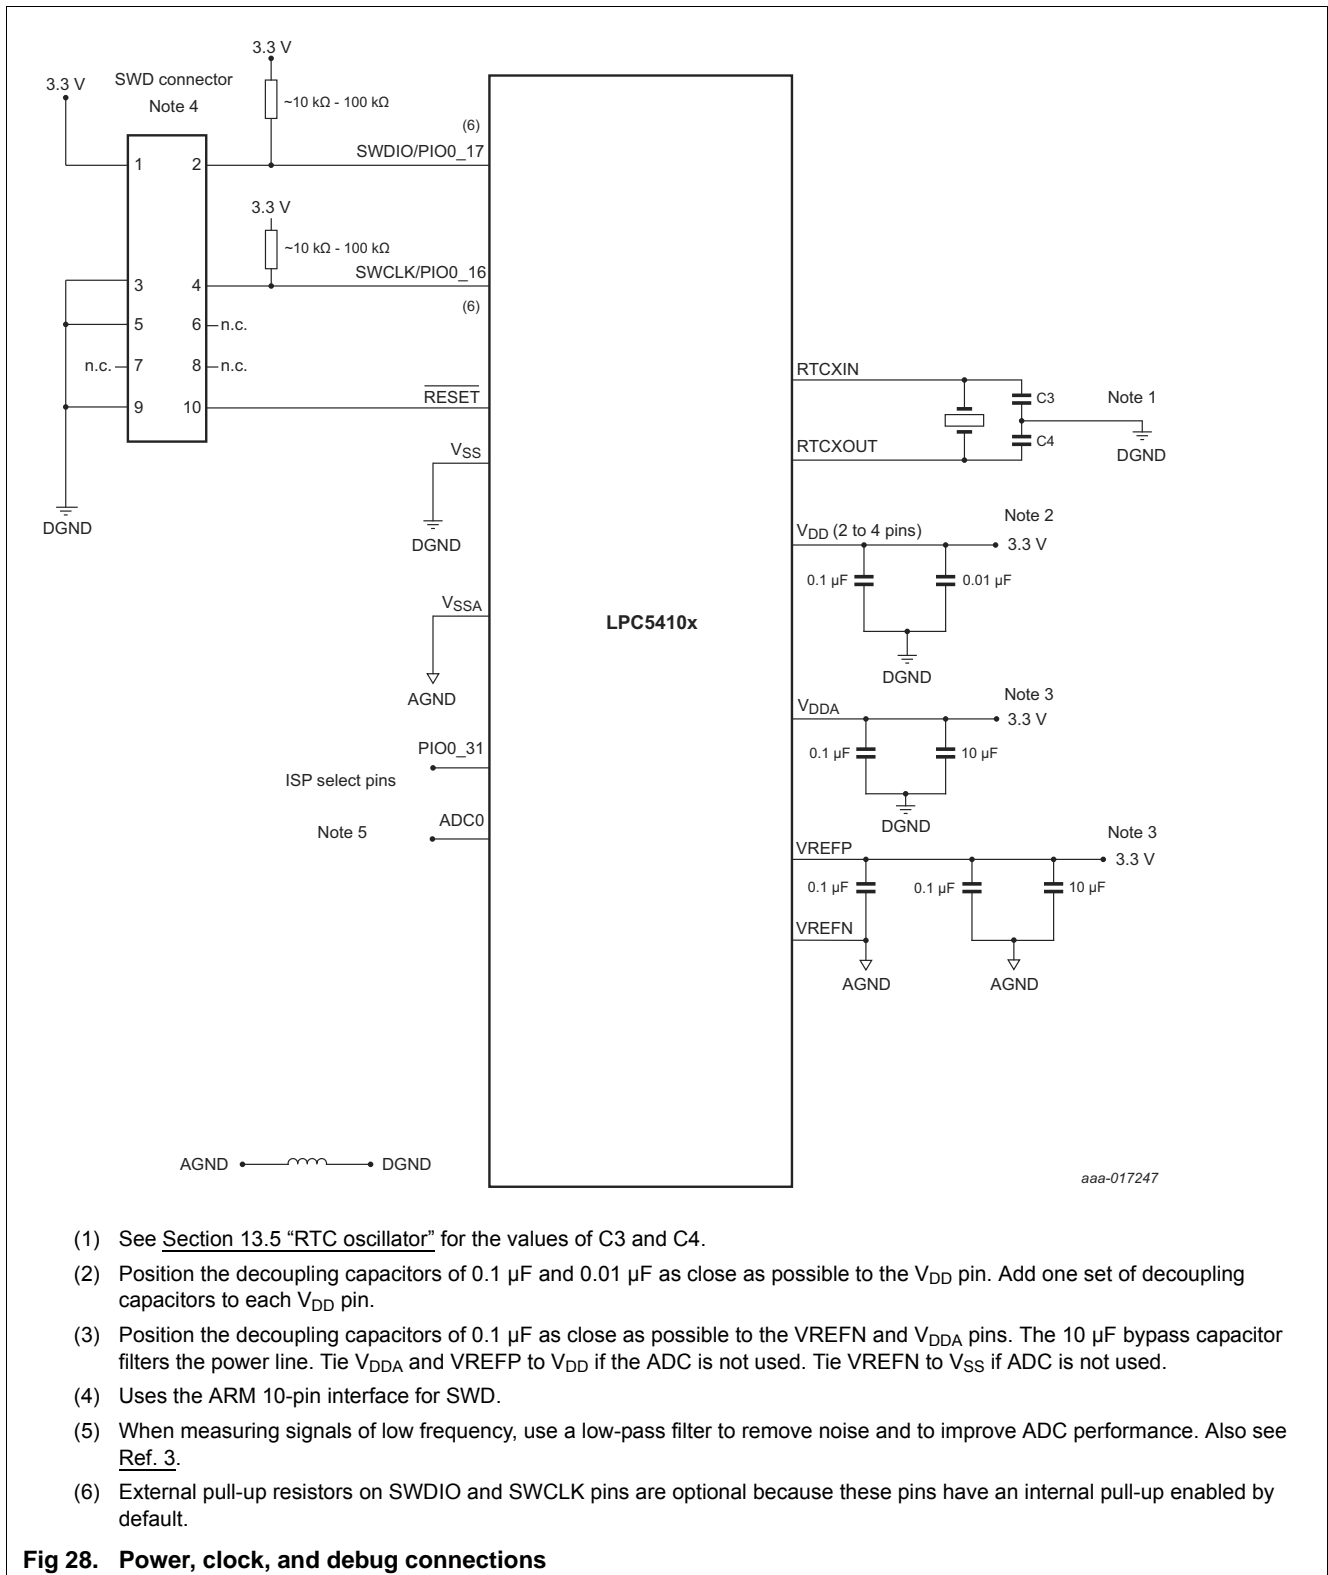 3.3 V
3.3 V
SWD connector
Note 4
~10 kΩ - 100 kΩ
(6)
SWDIO/PIO0_17
1
2
3.3 V
~10 kΩ - 100 kΩ
SWCLK/PIO0_16
(6)
3
4
5
6
n.c.
n.c.
7
8
n.c.
9
10
RESET
DGND
VSS
DGND
VSSA
AGND
PIO0_31
ISP select pins
ADC0
Note 5
LPC5410x
RTCXIN
C3
Note 1
C4
RTCXOUT
DGND
Note 2
VDD (2 to 4 pins)
3.3 V
0.1 µF
0.01 µF
DGND
Note 3
VDDA
3.3 V
0.1 µF
10 µF
DGND
Note 3
VREFP
3.3 V
0.1 µF
0.1 µF
10 µF
VREFN
AGND
AGND
AGND
DGND
aaa-017247
(1) See Section 13.5 “RTC oscillator” for the values of C3 and C4.
(2) Position the decoupling capacitors of 0.1 µF and 0.01 µF as close as possible to the VDD pin. Add one set of decoupling
capacitors to each VDD pin.
(3) Position the decoupling capacitors of 0.1 µF as close as possible to the VREFN and VDDA pins. The 10 µF bypass capacitor
filters the power line. Tie VDDA and VREFP to VDD if the ADC is not used. Tie VREFN to VSS if ADC is not used.
(4) Uses the ARM 10-pin interface for SWD.
(5) When measuring signals of low frequency, use a low-pass filter to remove noise and to improve ADC performance. Also see
Ref. 3.
(6) External pull-up resistors on SWDIO and SWCLK pins are optional because these pins have an internal pull-up enabled by
default.
Fig 28. Power, clock, and debug connections